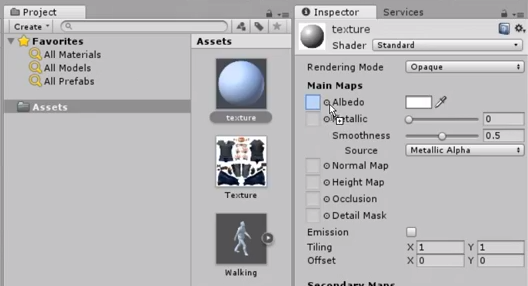 Project
Create
Favorites
All Materials
All Models
All Prefabs
Assets
Assets
texture
Texture
Walking
Inspector Services
texture
Shader Standard
Rendering Mode Opaque
Main Maps
Albedo
Metallic 0
Smoothness 0.5
Source Metallic Alpha
Normal Map
Height Map
Occlusion
Detail Mask
Emission
Tiling X 1 Y 1
Offset X 0 Y 0
Secondary Maps